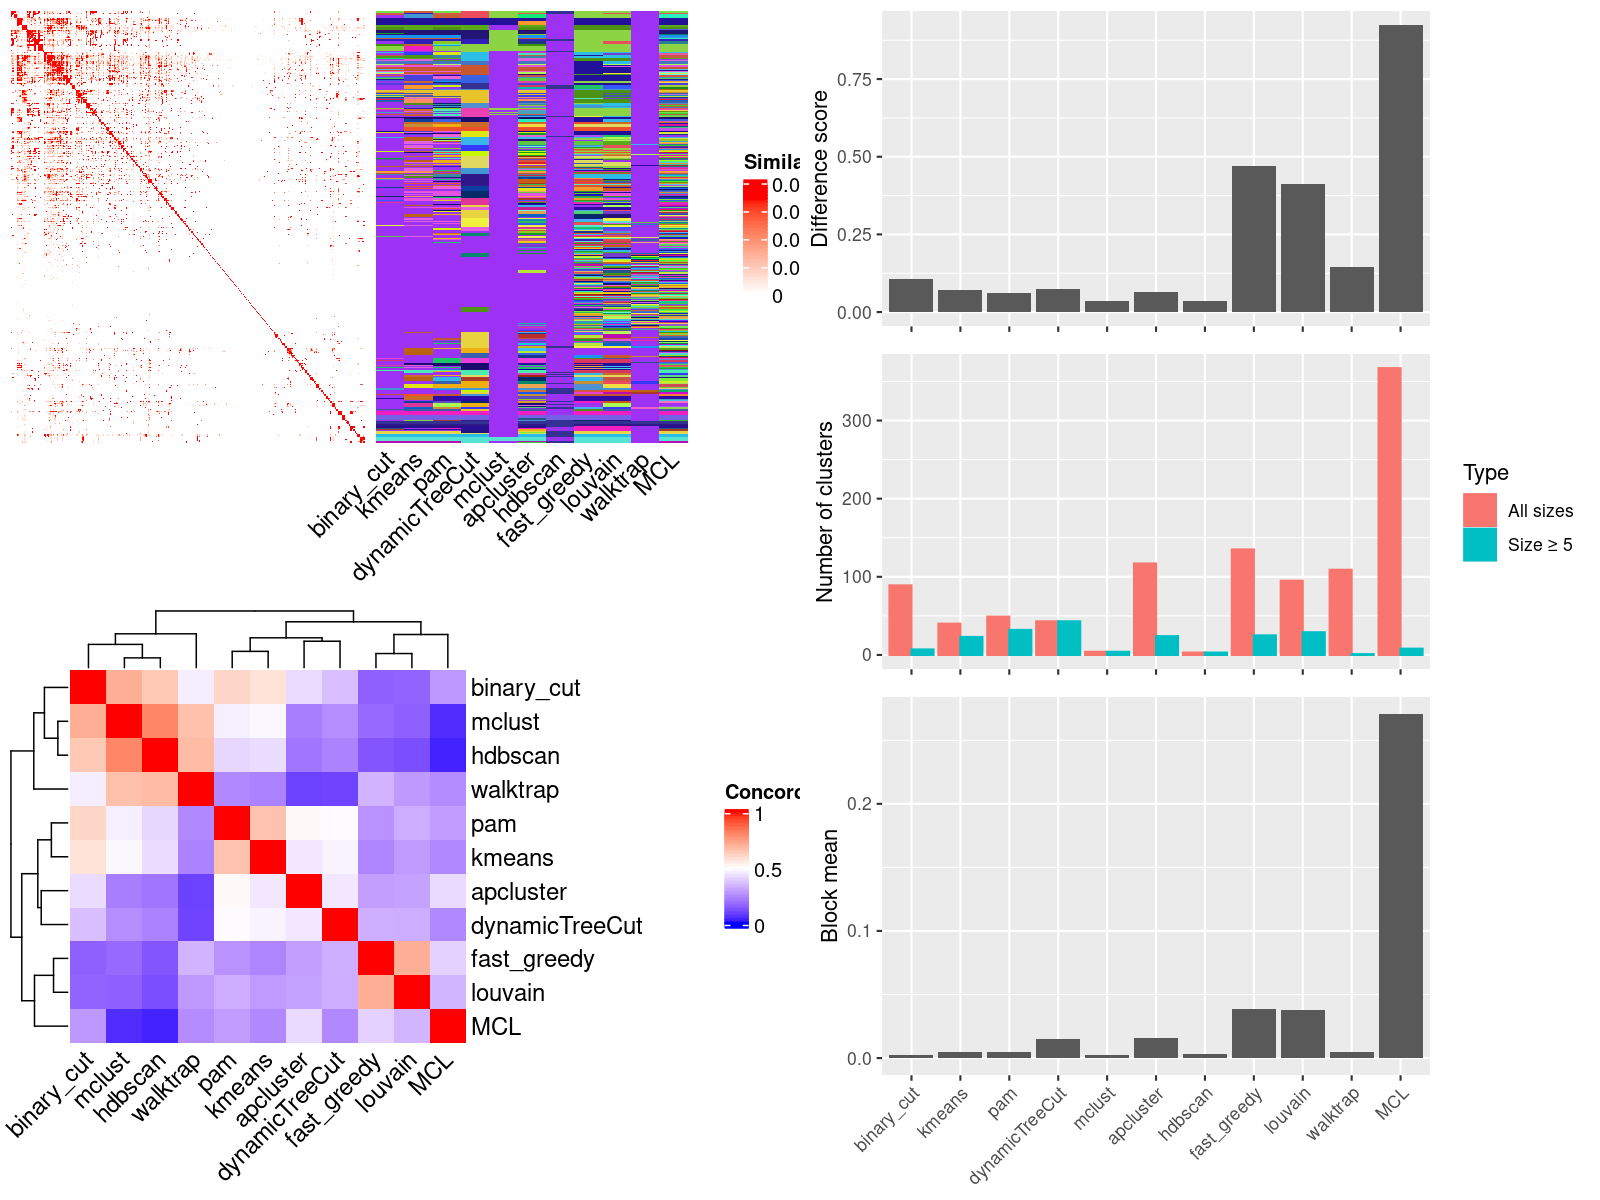 Simila
0.0
0.0
0.0
0.0
0
binary_cut
kmeans
pam
dynamicTreeCut
mclust
apcluster
hdbscan
fast_greedy
louvain
walktrap
MCL
Difference score
0.75
0.50
0.25
0.00
Number of clusters
300
200
100
0
Type
All sizes
Size ≥ 5
binary_cut
mclust
hdbscan
walktrap
pam
kmeans
apcluster
dynamicTreeCut
fast_greedy
louvain
MCL
binary_cut
mclust
hdbscan
walktrap
pam
kmeans
apcluster
dynamicTreeCut
fast_greedy
louvain
MCL
Concord
1
0.5
0
Block mean
0.2
0.1
0.0
binary_cut
kmeans
pam
dynamicTreeCut
mclust
apcluster
hdbscan
fast_greedy
louvain
walktrap
MCL